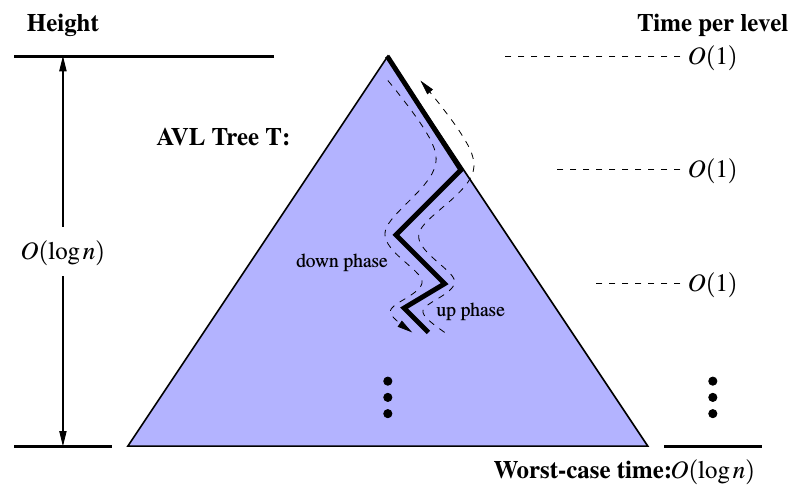 Height
Time per level
O(1)
AVL Tree T:
O(1)
O(log n)
down phase
O(1)
up phase
Worst-case time:O(log n)